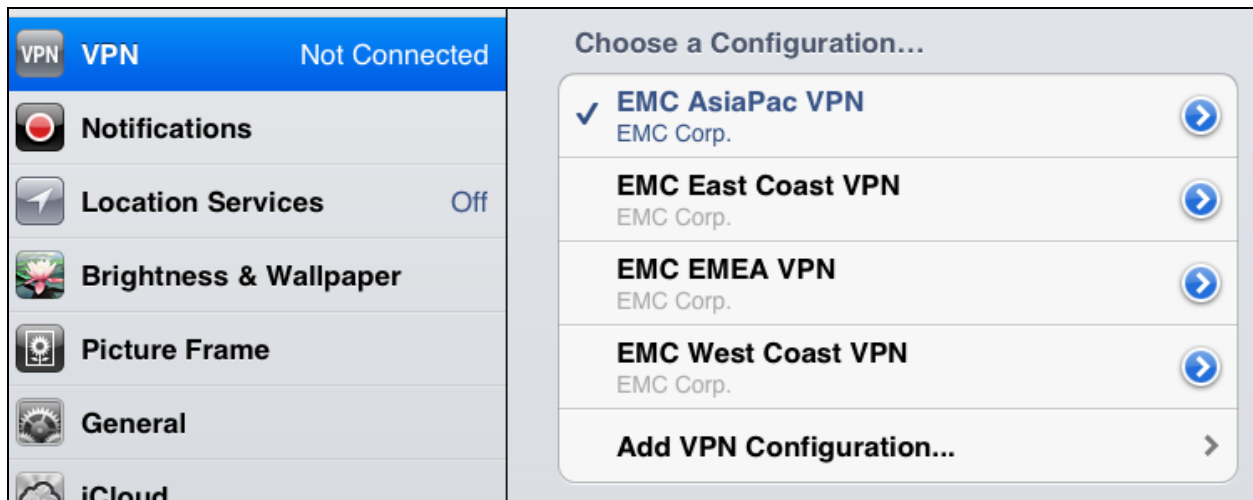 VPN VPN Not Connected
Notifications
Location Services Off
Brightness & Wallpaper
Picture Frame
General
iCloud
Choose a Configuration...
EMC AsiaPac VPN
EMC Corp.
EMC East Coast VPN
EMC Corp.
EMC EMEA VPN
EMC Corp.
EMC West Coast VPN
EMC Corp.
Add VPN Configuration...